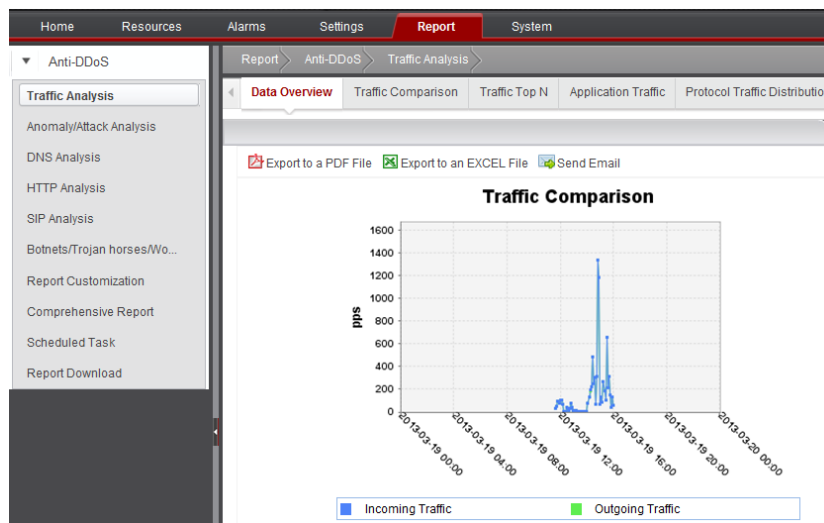 Home Resources Alarms Settings Report System
Anti-DDoS
Traffic Analysis
Anomaly/Attack Analysis
DNS Analysis
HTTP Analysis
SIP Analysis
Botnets/Trojan horses/Wo...
Report Customization
Comprehensive Report
Scheduled Task
Report Download
Report Anti-DDoS Traffic Analysis
Data Overview Traffic Comparison Traffic Top N Application Traffic Protocol Traffic Distributio
Export to a PDF File Export to an EXCEL File Send Email
Traffic Comparison
pps
1600
1400
1200
1000
800
600
400
200
0
2013-03-19 00:00
2013-03-19 04:00
2013-03-19 08:00
2013-03-19 12:00
2013-03-19 16:00
2013-03-19 20:00
2013-03-20 00:00
Incoming Traffic Outgoing Traffic